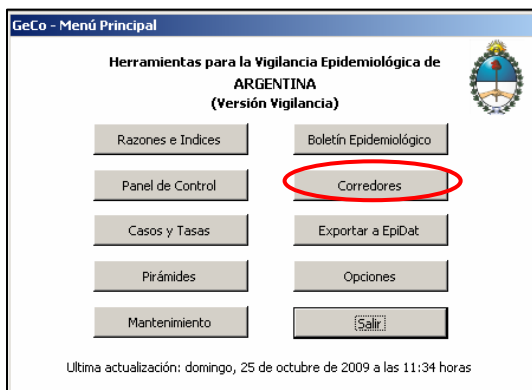 GeCo - Menú Principal
Herramientas para la Vigilancia Epidemiológica de
ARGENTINA
(Versión Vigilancia)
Razones e Indices
Boletín Epidemiológico
Panel de Control
Corredores
Casos y Tasas
Exportar a EpiDat
Pirámides
Opciones
Mantenimiento
Salir
Ultima actualización: domingo, 25 de octubre de 2009 a las 11:34 horas